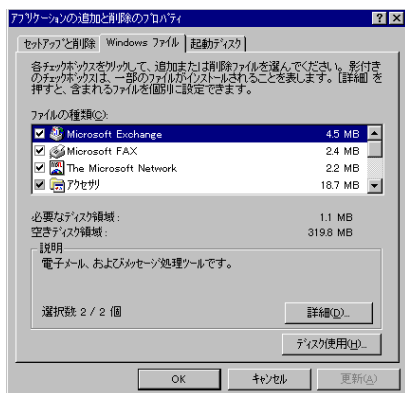 アプリケーションの追加と削除のプロパティ
セットアップと削除 Windows ファイル 起動ディスク
各チェックボックスをクリックして、追加または削除ファイルを選んでください。影付き
のチェックボックスは、一部のファイルがインストールされることを表します。[詳細] を
押すと、含まれるファイルを個別に設定できます。
ファイルの種類(C):
Microsoft Exchange 4.5 MB
Microsoft FAX 2.4 MB
The Microsoft Network 2.2 MB
アクセサリ 18.7 MB
必要なディスク領域: 1.1 MB
空きディスク領域: 319.8 MB
説明
電子メール、およびメッセージ処理ツールです。
選択数 2 / 2 個
詳細(D)...
ディスク使用(H)...
OK キャンセル 更新(A)